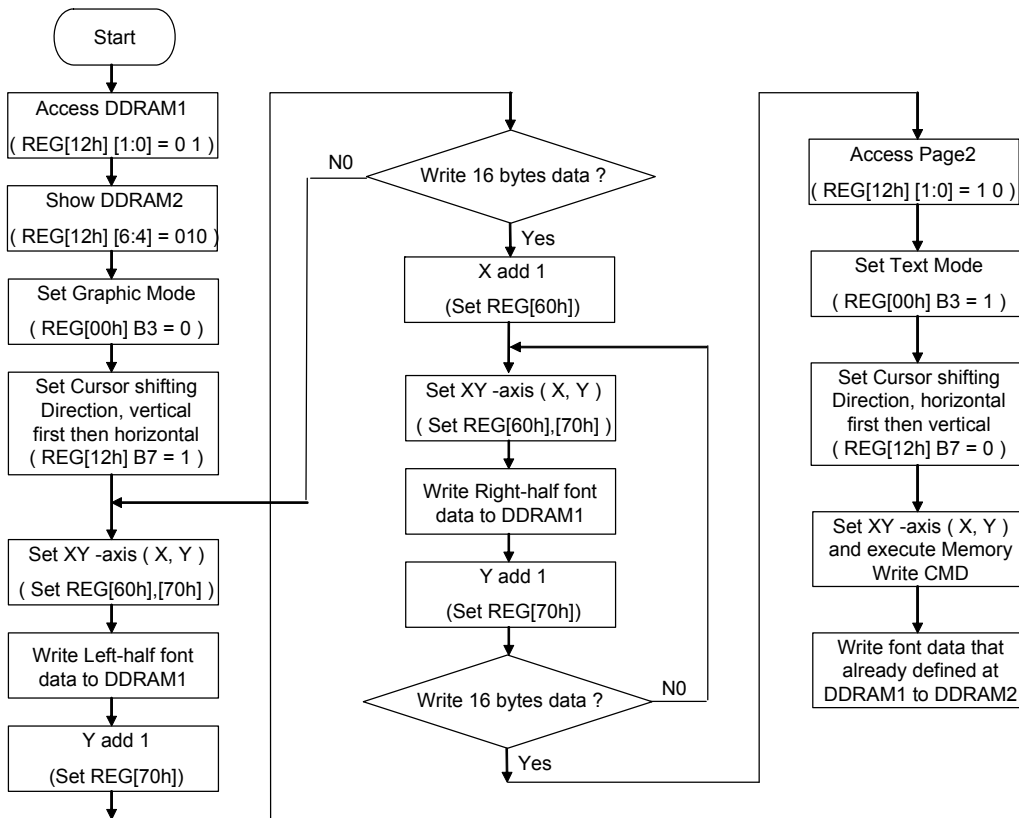 Start
Access DDRAM1
( REG[12h] [1:0] = 0 1 )
Show DDRAM2
( REG[12h] [6:4] = 010 )
Set Graphic Mode
( REG[00h] B3 = 0 )
Set Cursor shifting
Direction, vertical
first then horizontal
( REG[12h] B7 = 1 )
Set XY -axis ( X, Y )
( Set REG[60h],[70h] )
Write Left-half font
data to DDRAM1
Y add 1
(Set REG[70h])
Write 16 bytes data ?
N0
Yes
X add 1
(Set REG[60h])
Set XY -axis ( X, Y )
( Set REG[60h],[70h] )
Write Right-half font
data to DDRAM1
Y add 1
(Set REG[70h])
Write 16 bytes data ?
N0
Yes
Access Page2
( REG[12h] [1:0] = 1 0 )
Set Text Mode
( REG[00h] B3 = 1 )
Set Cursor shifting
Direction, horizontal
first then vertical
( REG[12h] B7 = 0 )
Set XY -axis ( X, Y )
and execute Memory
Write CMD
Write font data that
already defined at
DDRAM1 to DDRAM2